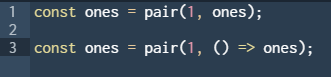 1 const ones = pair(1, ones);
2
3 const ones = pair(1, () => ones);